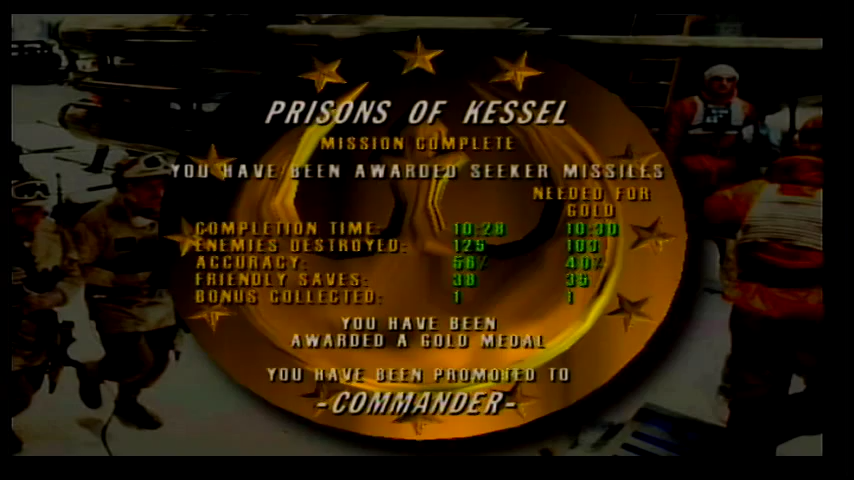 PRISONS OF KESSEL
MISSION COMPLETE
YOU HAVE BEEN AWARDED SEEKER MISSILES
NEEDED FOR
GOLD
COMPLETION TIME: 10:28 10:30
ENEMIES DESTROYED: 125 100
ACCURACY: 56% 40%
FRIENDLY SAVES: 38 35
BONUS COLLECTED: 1 1
YOU HAVE BEEN
AWARDED A GOLD MEDAL
YOU HAVE BEEN PROMOTED TO
-COMMANDER-